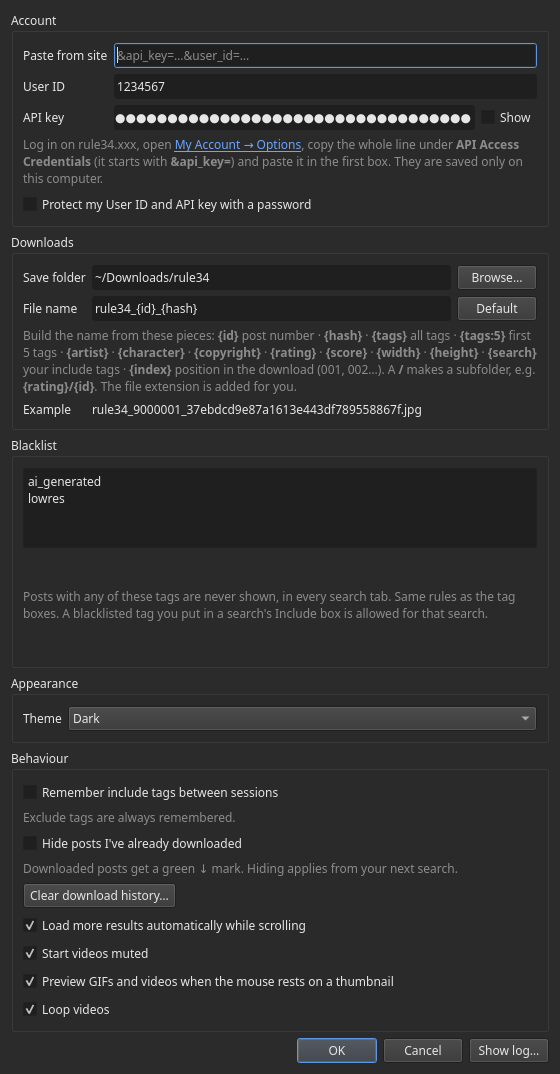 Account
Paste from site &api_key=...&user_id=...
User ID 1234567
API key ●●●●●●●●●●●●●●●●●●●●●●●●●●●●●● Show
Log in on rule34.xxx, open My Account → Options, copy the whole line under API Access
Credentials (it starts with &api_key=) and paste it in the first box. They are saved only on
this computer.
Protect my User ID and API key with a password
Downloads
Save folder ~/Downloads/rule34 Browse...
File name rule34_{id}_{hash} Default
Build the name from these pieces: {id} post number · {hash} · {tags} all tags · {tags:5} first
5 tags · {artist} · {character} · {copyright} · {rating} · {score} · {width} · {height} · {search}
your include tags · {index} position in the download (001, 002...). A / makes a subfolder, e.g.
{rating}/{id}. The file extension is added for you.
Example rule34_9000001_37ebdcd9e87a1613e443df789558867f.jpg
Blacklist
ai_generated
lowres
Posts with any of these tags are never shown, in every search tab. Same rules as the tag
boxes. A blacklisted tag you put in a search's Include box is allowed for that search.
Appearance
Theme Dark
Behaviour
Remember include tags between sessions
Exclude tags are always remembered.
Hide posts I've already downloaded
Downloaded posts get a green ↓ mark. Hiding applies from your next search.
Clear download history...
Load more results automatically while scrolling
Start videos muted
Preview GIFs and videos when the mouse rests on a thumbnail
Loop videos
OK Cancel Show log...